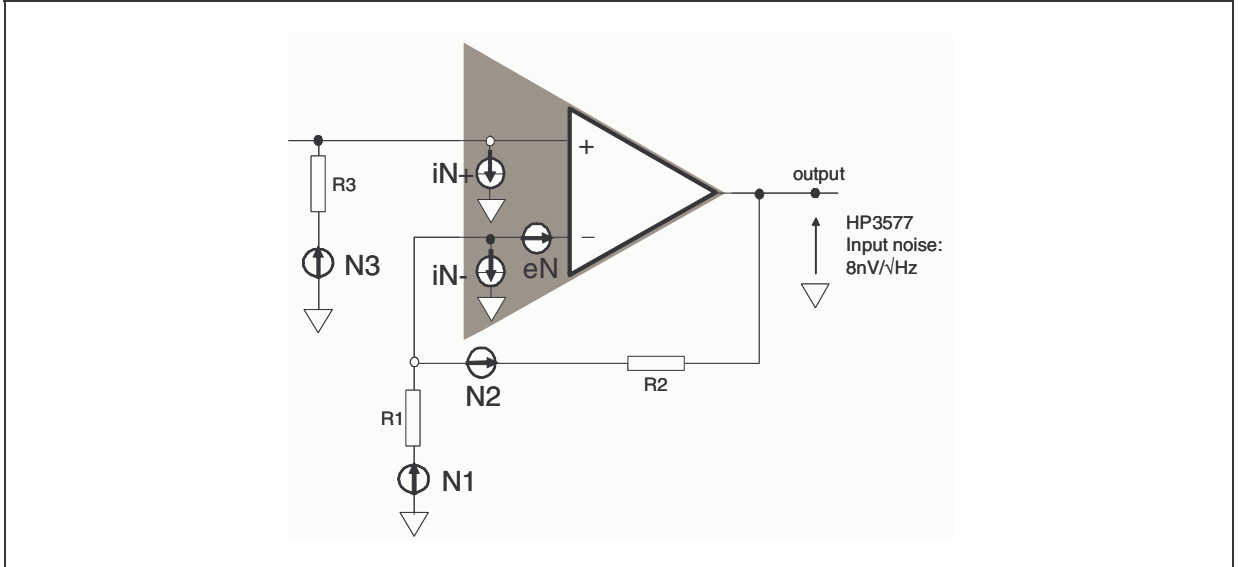 +
iN+
R3
output
HP3577
Input noise:
8nV/√Hz
N3
−
iN-
eN
N2
R2
R1
N1